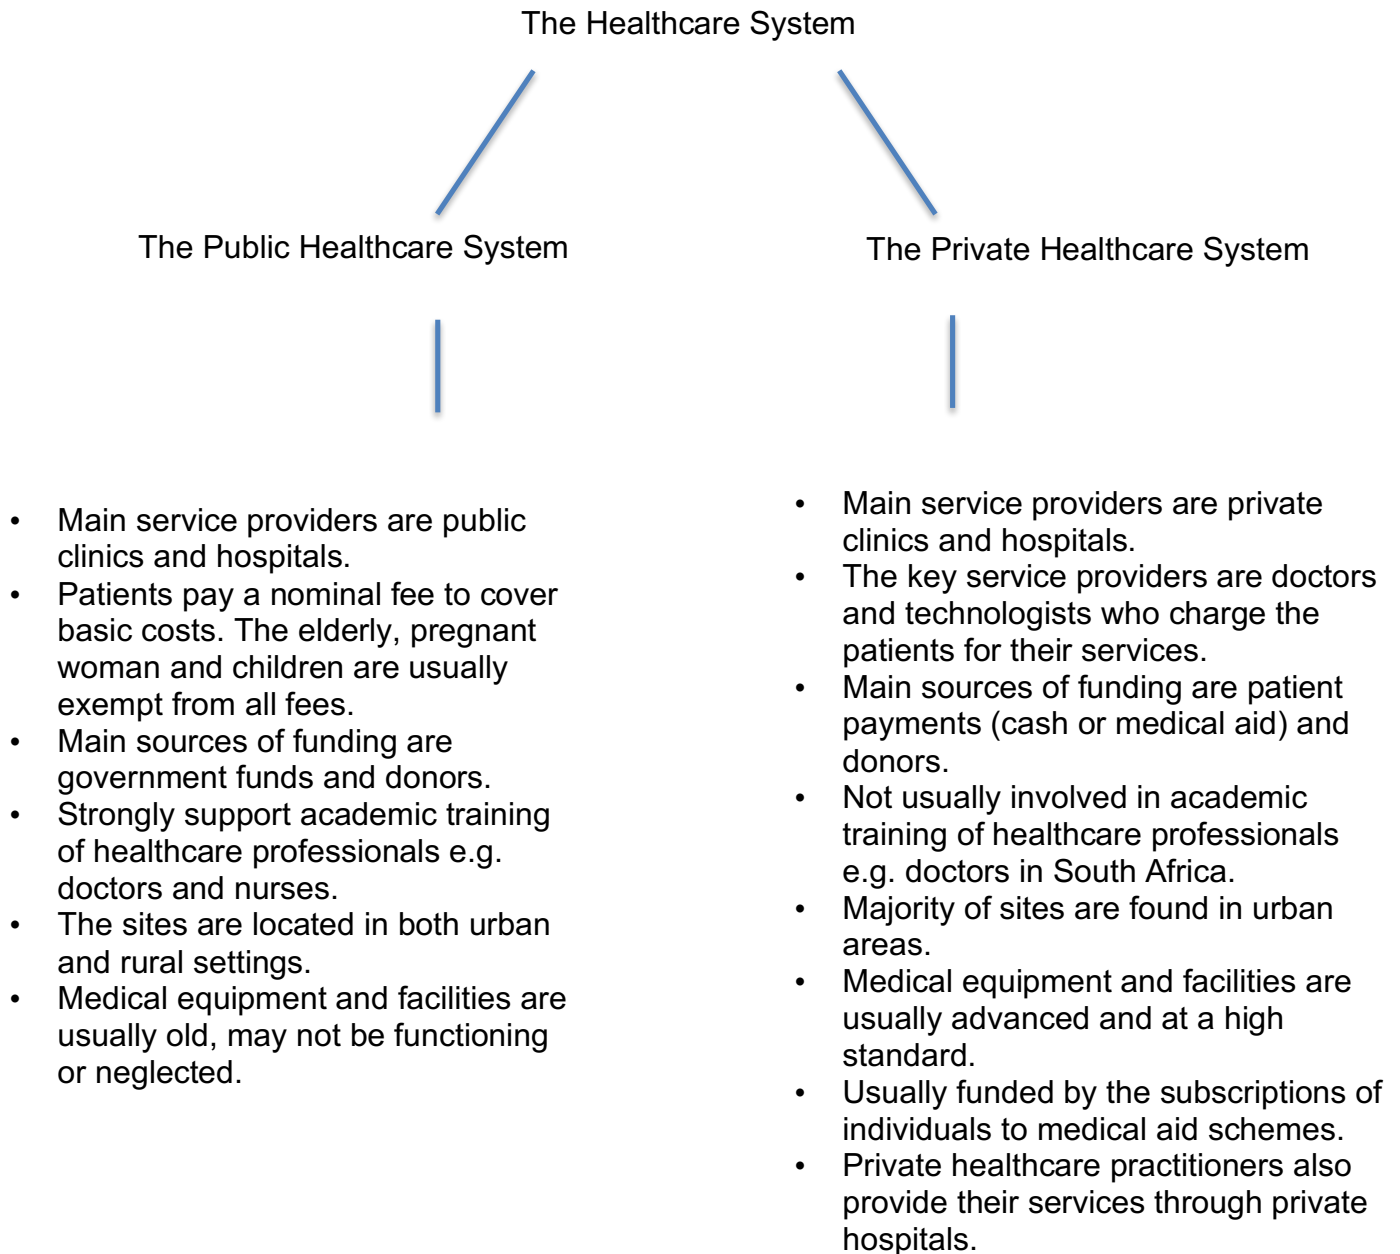 The Healthcare System
The Public Healthcare System
The Private Healthcare System
• Main service providers are public
clinics and hospitals.
• Patients pay a nominal fee to cover
basic costs. The elderly, pregnant
woman and children are usually
exempt from all fees.
• Main sources of funding are
government funds and donors.
• Strongly support academic training
of healthcare professionals e.g.
doctors and nurses.
• The sites are located in both urban
and rural settings.
• Medical equipment and facilities are
usually old, may not be functioning
or neglected.
• Main service providers are private
clinics and hospitals.
• The key service providers are doctors
and technologists who charge the
patients for their services.
• Main sources of funding are patient
payments (cash or medical aid) and
donors.
• Not usually involved in academic
training of healthcare professionals
e.g. doctors in South Africa.
• Majority of sites are found in urban
areas.
• Medical equipment and facilities are
usually advanced and at a high
standard.
• Usually funded by the subscriptions of
individuals to medical aid schemes.
• Private healthcare practitioners also
provide their services through private
hospitals.